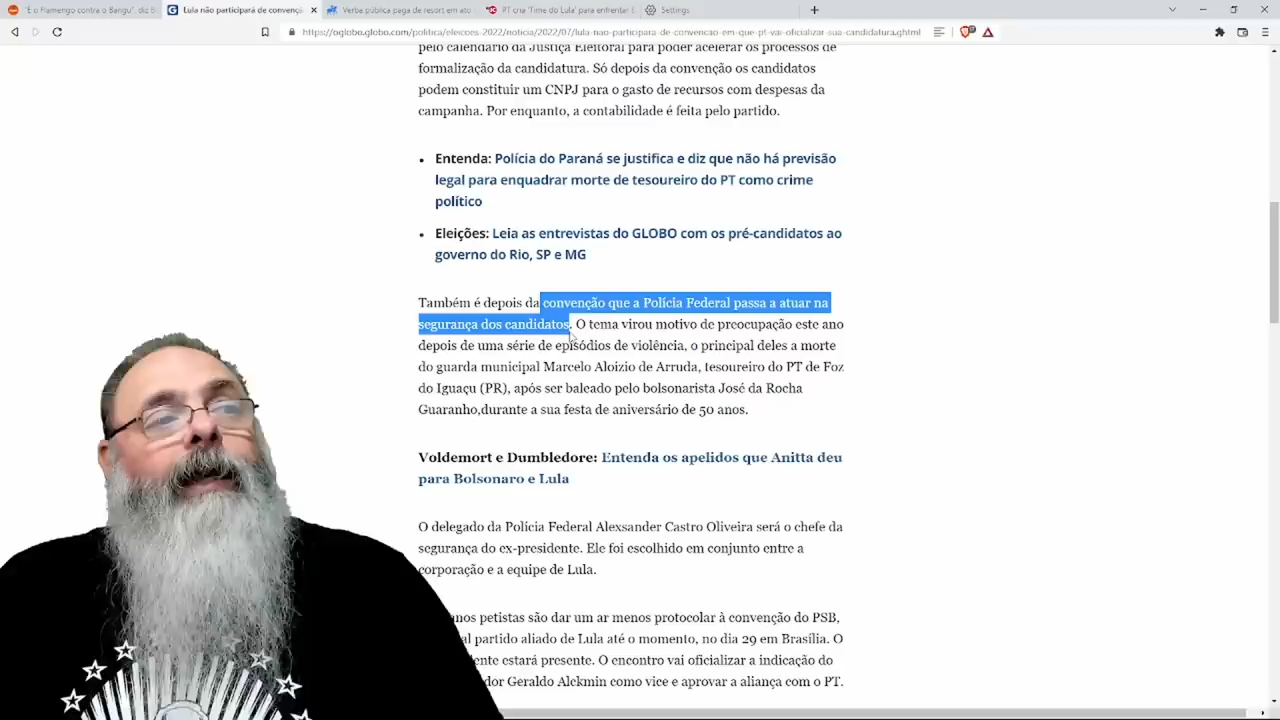 "É o Flamengo contra o Bangu", diz B
Lula não participará de convençã
Verba pública paga de resort em ato
PT cria 'Time do Lula' para enfrentar
Settings
https://oglobo.globo.com/politica/eleicoes-2022/noticia/2022/07/lula-nao-participara-de-convencao-em-que-pt-vai-oficializar-sua-candidatura.ghtml
pelo calendário da Justiça Eleitoral para poder acelerar os processos de
formalização da candidatura. Só depois da convenção os candidatos
podem constituir um CNPJ para o gasto de recursos com despesas da
campanha. Por enquanto, a contabilidade é feita pelo partido.
• Entenda: Polícia do Paraná se justifica e diz que não há previsão
legal para enquadrar morte de tesoureiro do PT como crime
político
• Eleições: Leia as entrevistas do GLOBO com os pré-candidatos ao
governo do Rio, SP e MG
Também é depois da convenção que a Polícia Federal passa a atuar na
segurança dos candidatos. O tema virou motivo de preocupação este ano
depois de uma série de episódios de violência, o principal deles a morte
do guarda municipal Marcelo Aloizio de Arruda, tesoureiro do PT de Foz
do Iguaçu (PR), após ser baleado pelo bolsonarista José da Rocha
Guaranho,durante a sua festa de aniversário de 50 anos.
Voldemort e Dumbledore: Entenda os apelidos que Anitta deu
para Bolsonaro e Lula
O delegado da Polícia Federal Alexsander Castro Oliveira será o chefe da
segurança do ex-presidente. Ele foi escolhido em conjunto entre a
corporação e a equipe de Lula.
anos petistas são dar um ar menos protocolar à convenção do PSB,
al partido aliado de Lula até o momento, no dia 29 em Brasília. O
ente estará presente. O encontro vai oficializar a indicação do
dor Geraldo Alckmin como vice e aprovar a aliança com o PT.